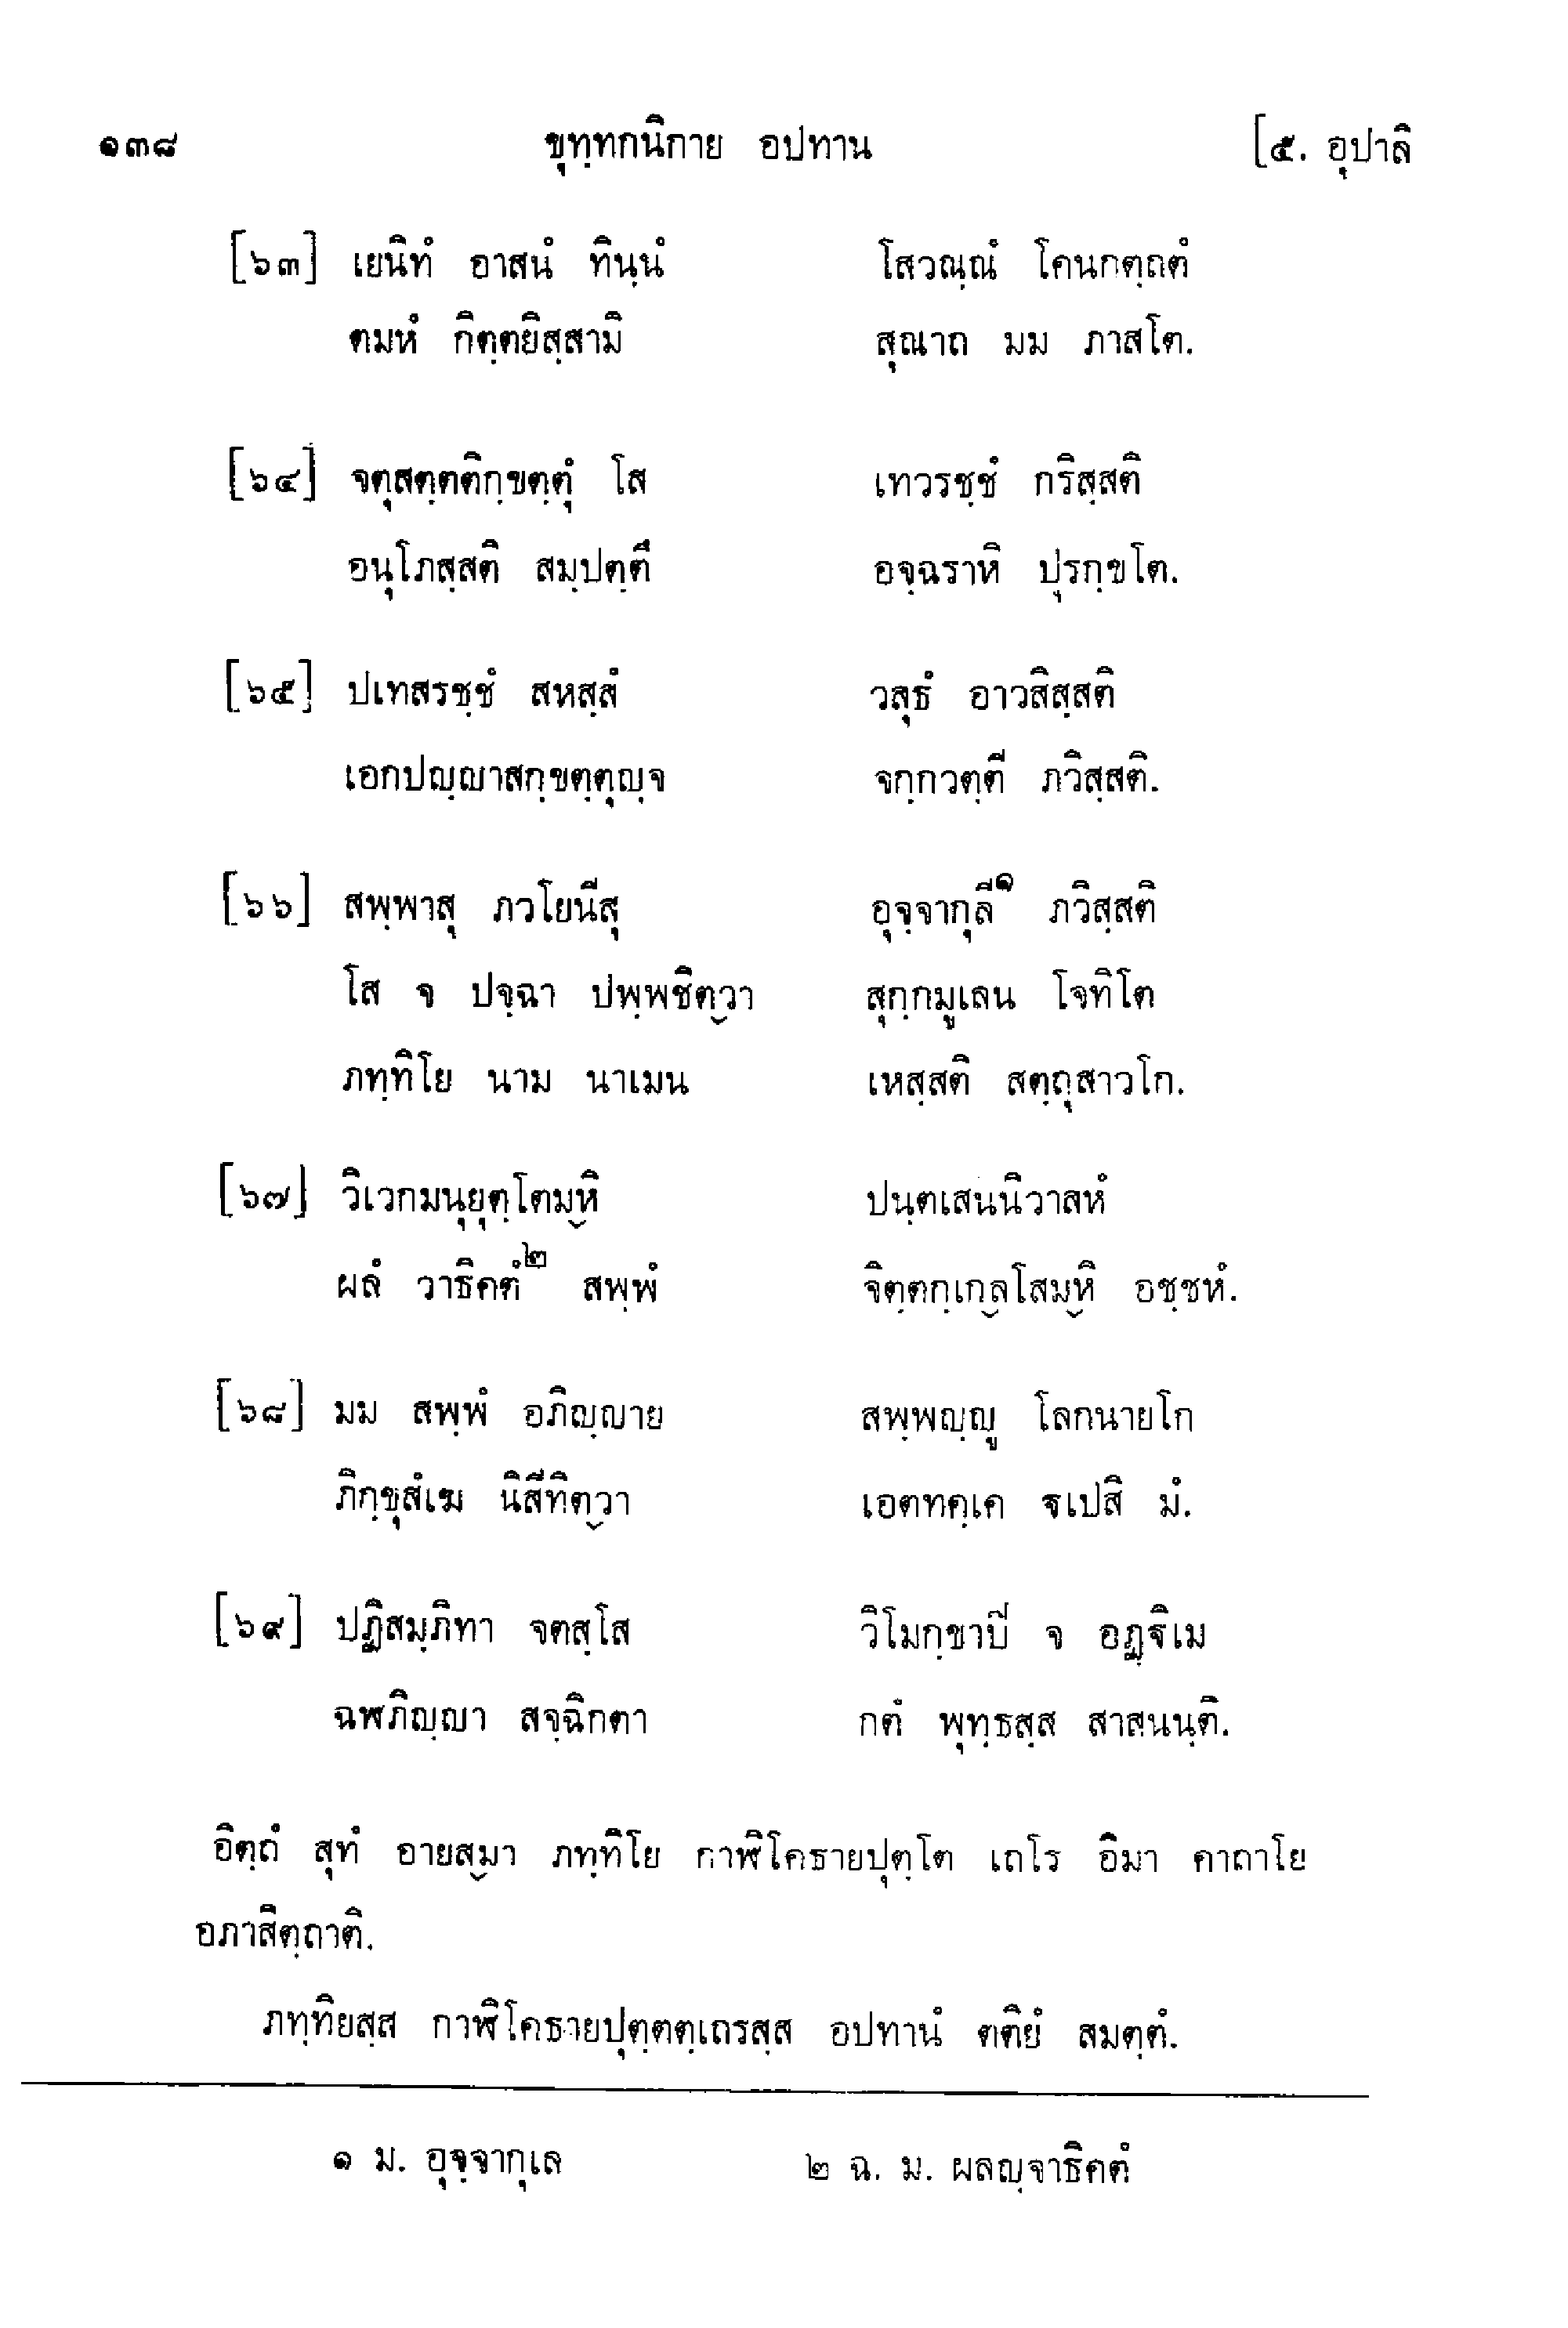 ๑๓๘ ขุทฺทกนิกาย อปทาน [๕. อุปาลิ
[๖๓] เยนิทํ อาสนํ ทินฺนํ โสวณฺณํ โคนกตฺถตํ
ตมหํ กิตฺตยิสฺสามิ สุณาถ มม ภาสโต.
[๖๔] จตุสตฺตติกฺขตฺตุํ โส เทวรชฺชํ กริสฺสติ
อนุโภสฺสติ สมฺปตฺตึ อจฺฉราหิ ปุรกฺขโต.
[๖๕] ปเทสรชฺชํ สหสฺสํ วสุธํ อาวสิสฺสติ
เอกปญฺญาสกฺขตฺตุญฺจ จกฺกวตฺตี ภวิสฺสติ.
[๖๖] สพฺพาสุ ภวโยนีสุ อุจฺจากุลี๑ ภวิสฺสติ
โส จ ปจฺฉา ปพฺพชิตฺวา สุกฺกมูเลน โจทิโต
ภทฺทิโย นาม นาเมน เหสฺสติ สตฺถุสาวโก.
[๖๗] วิเวกมนุยุตฺโตมฺหิ ปนฺตเสนนิวาสหํ
ผลํ วาธิคตํ๒ สพฺพํ จิตฺตกฺเกฺลโสมฺหิ อชฺชหํ.
[๖๘] มม สพฺพํ อภิญฺญาย สพฺพญฺญู โลกนายโก
ภิกฺขุสํเฆ นิสีทิตฺวา เอตทคฺเค ฐเปสิ มํ.
[๖๙] ปฏิสมฺภิทา จตสฺโส วิโมกฺขาปิ จ อฏฺฐิเม
ฉฬภิญฺญา สจฺฉิกตา กตํ พุทฺธสฺส สาสนนฺติ.
อิตฺถํ สุทํ อายสฺมา ภทฺทิโย กาฬิโคธายปุตฺโต เถโร อิมา คาถาโย
อภาสิตฺถาติ.
ภทฺทิยสฺส กาฬิโคธายปุตฺตตฺเถรสฺส อปทานํ ตติยํ สมตฺตํ.
๑ ม. อุจฺจากุเล ๒ ฉ. ม. ผลญฺจาธิคตํ